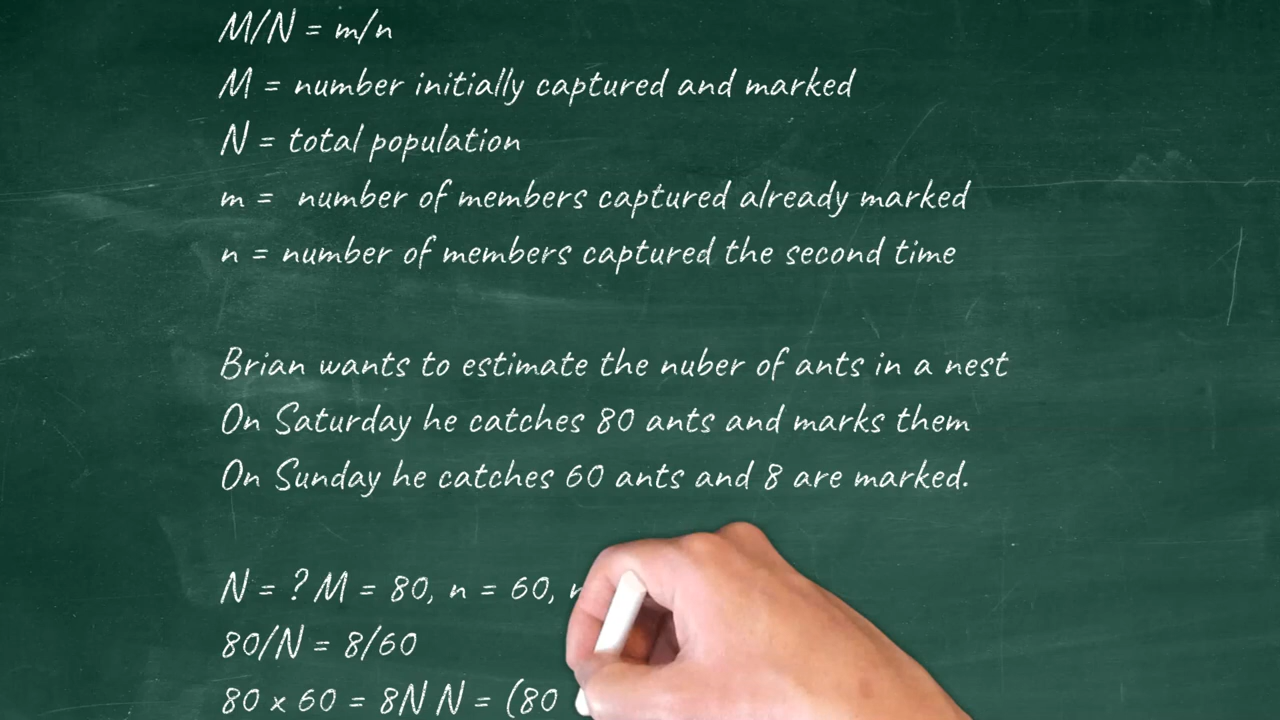 M/N = m/n
M = number initially captured and marked
N = total population
m = number of members captured already marked
n = number of members captured the second time
Brian wants to estimate the nuber of ants in a nest
On Saturday he catches 80 ants and marks them
On Sunday he catches 60 ants and 8 are marked.
N = ? M = 80, n = 60,
80/N = 8/60
80 x 60 = 8N N = (80